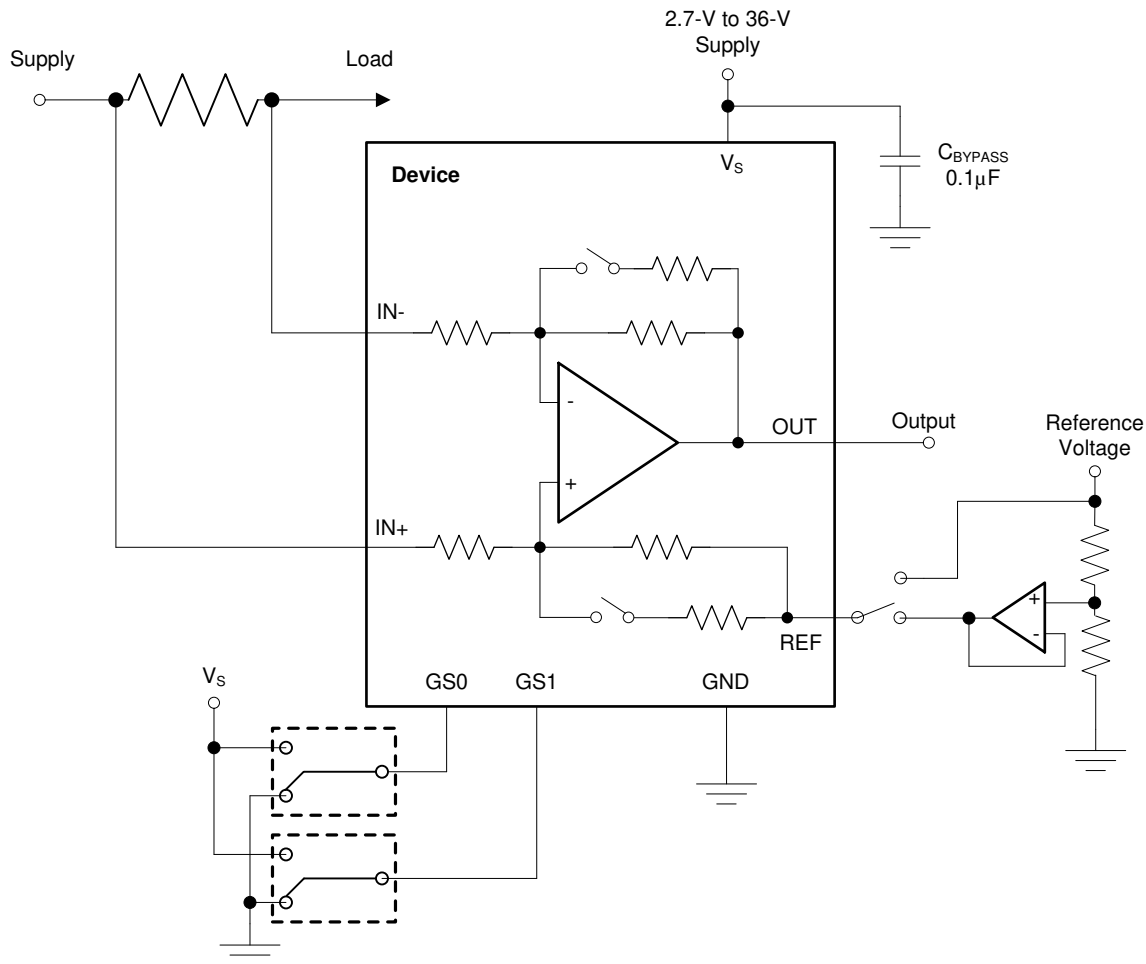 2.7-V to 36-V
Supply
Supply
Load
Device
VS
CBYPASS
0.1μF
IN-
-
OUT
Output
Reference
Voltage
+
IN+
+
-
REF
VS
GS0
GS1
GND